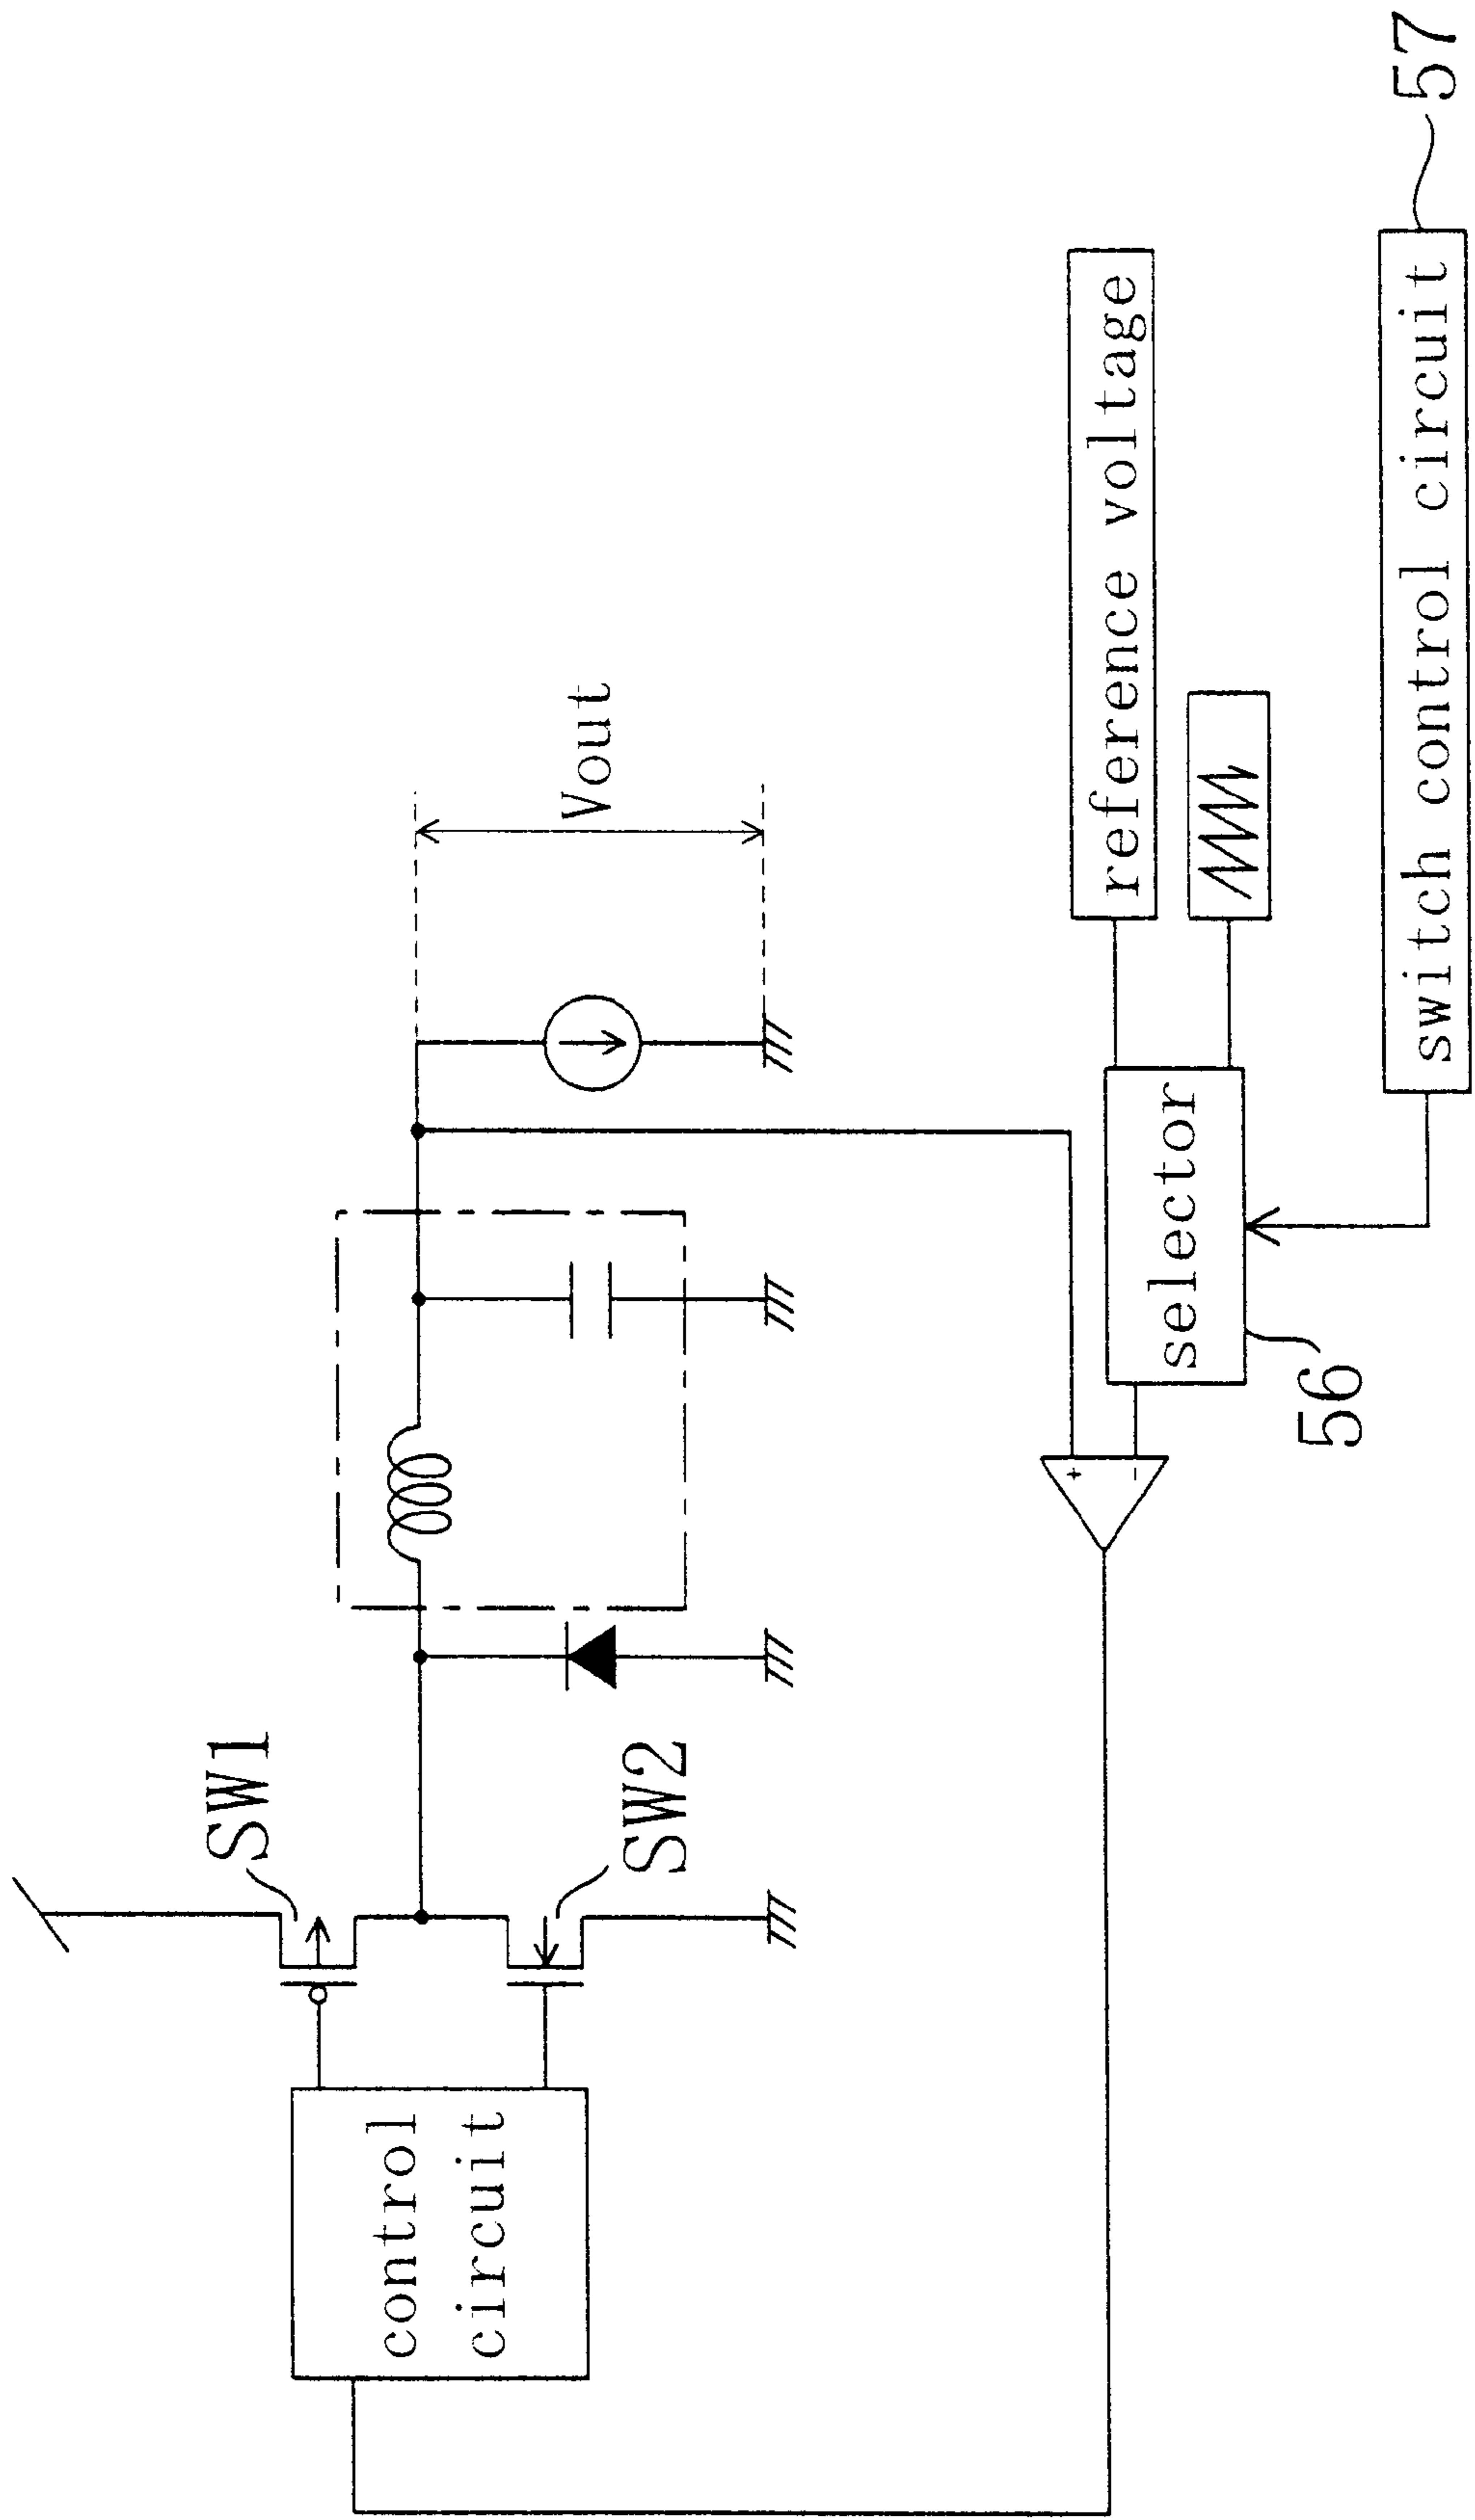 SW1
control
circuit
SW2
Vout
+
-
selector
56
reference voltage
switch control circuit
57